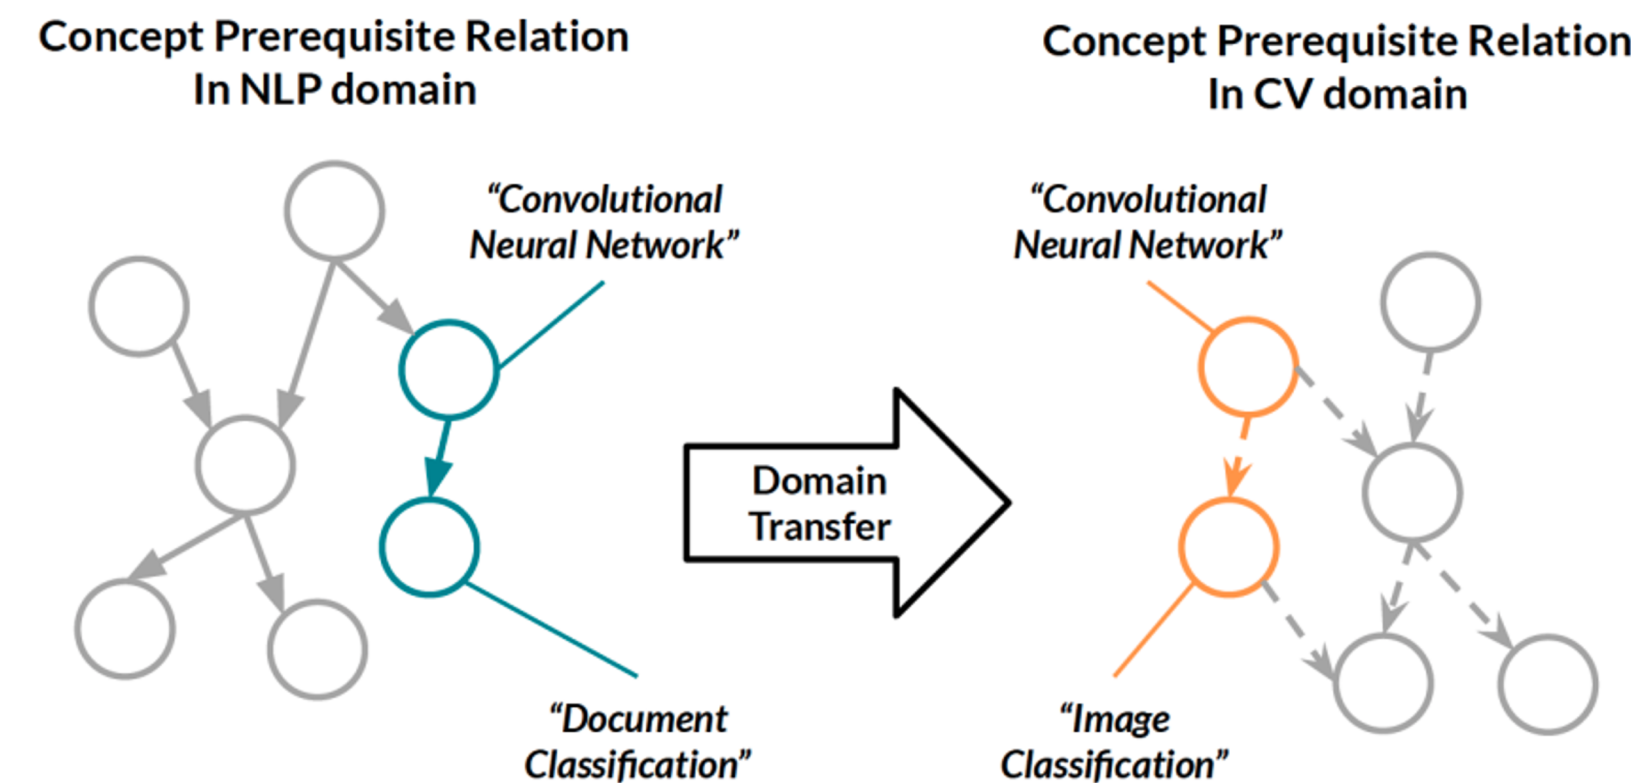 Concept Prerequisite Relation
In NLP domain
Concept Prerequisite Relation
In CV domain
“Convolutional
Neural Network”
“Convolutional
Neural Network”
Domain
Transfer
“Document
Classification”
“Image
Classification”